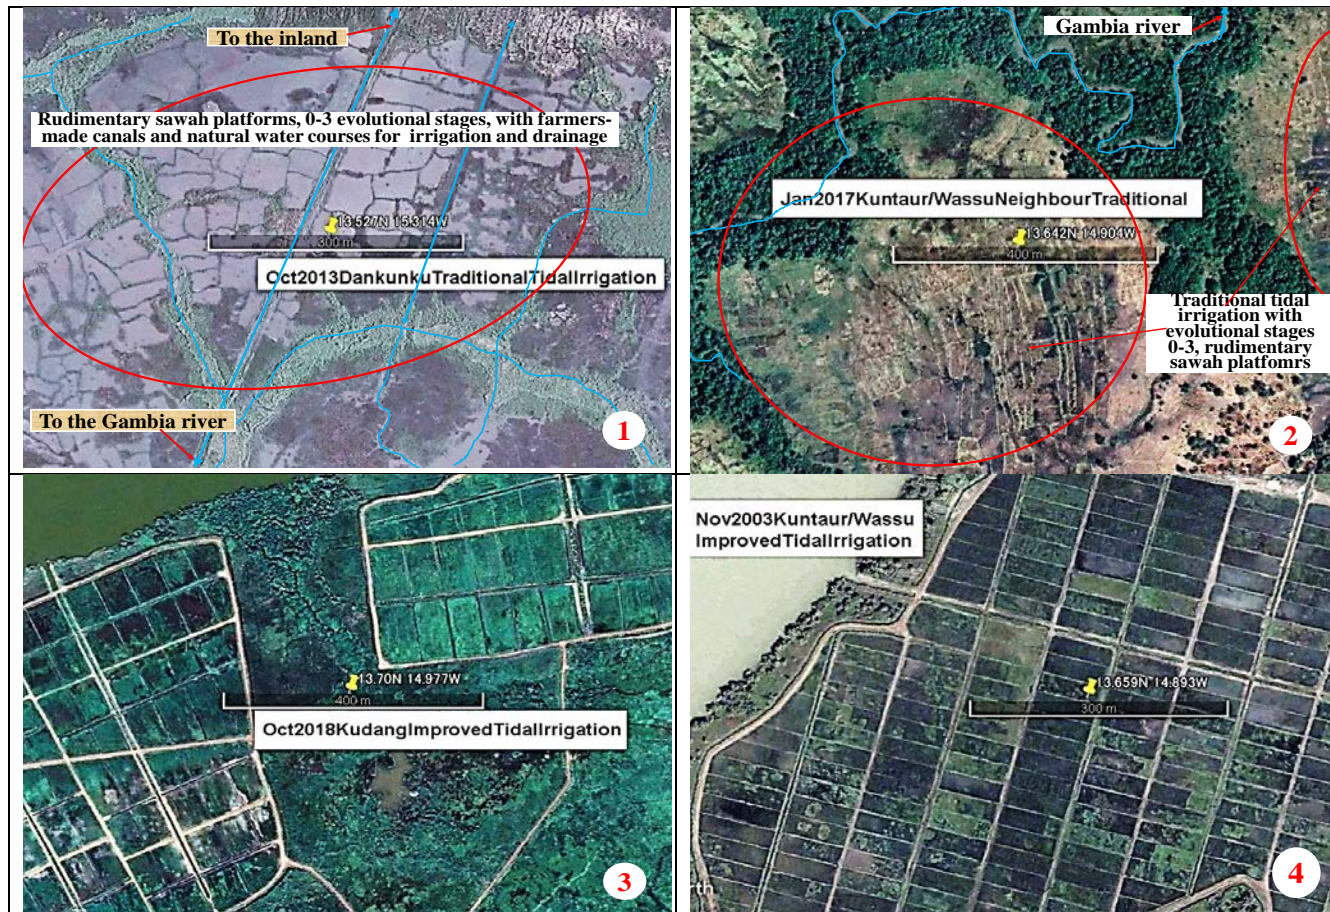 To the inland
Rudimentary sawah platforms, 0-3 evolutional stages, with farmers-
made canals and natural water courses for irrigation and drainage
13.527N 15.314W
300 m
Oct2013DankunkuTraditionalTidalIrrigation
To the Gambia river
1
Gambia river
Jan2017Kuntaur/WassuNeighbourTraditional
13.642N 14.904W
400 m
Traditional tidal
irrigation with
evolutional stages
0-3, rudimentary
sawah platfomrs
2
13.70N 14.977W
400 m
Oct2018KudangImprovedTidalIrrigation
3
Nov2003Kuntaur/Wassu
ImprovedTidalIrrigation
13.659N 14.893W
300 m
rth
4